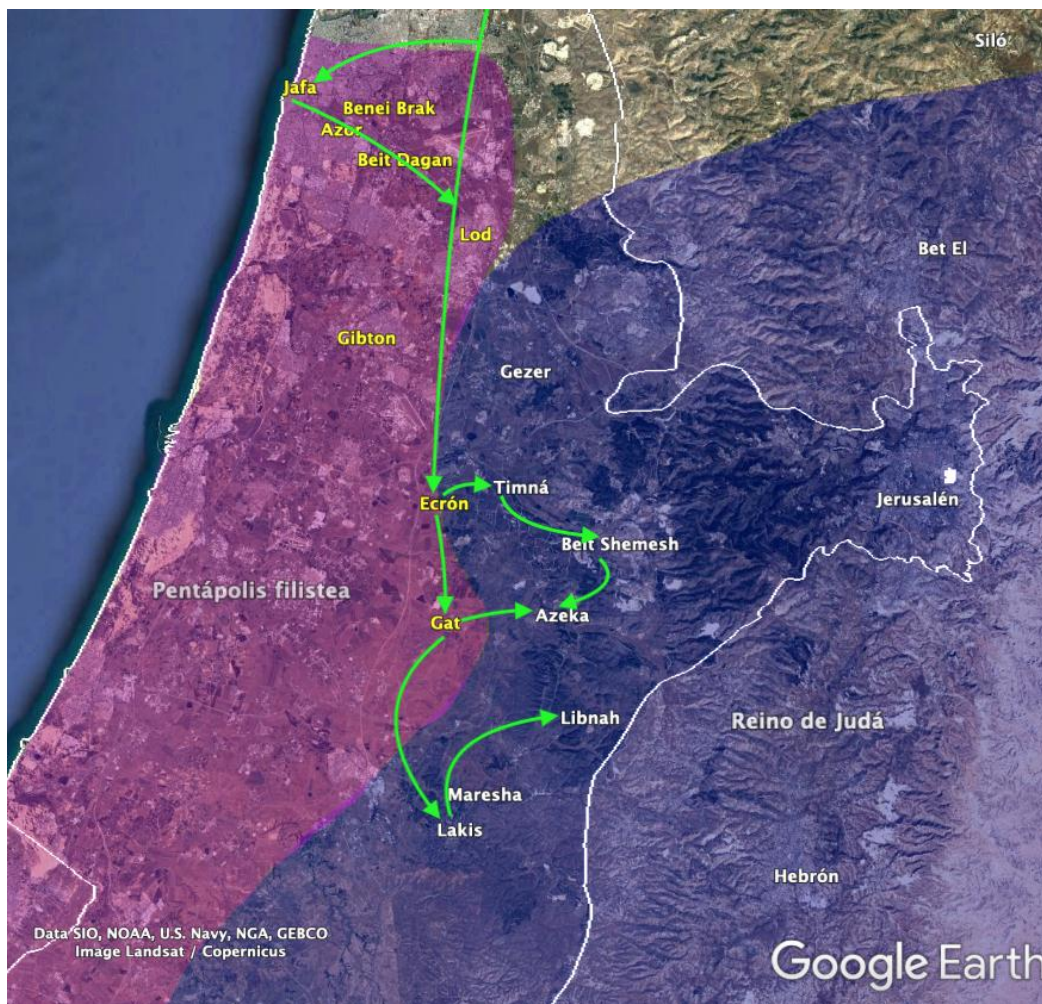 Siló
Jafa
Benei Brak
Azor
Beit Dagan
Lod
Bet El
Gibton
Gezer
Ecrón
Timná
Jerusalén
Beit Shemesh
Pentápolis filistea
Gat
Azeka
Libnah
Reino de Judá
Maresha
Lakis
Hebrón
Data SIO, NOAA, U.S. Navy, NGA, GEBCO
Image Landsat / Copernicus
Google Earth